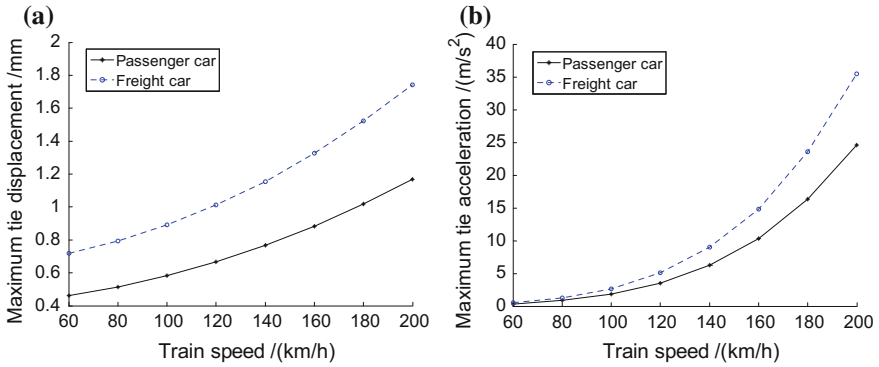 (a)
Maximum tie displacement /mm
2
1.8
1.6
1.4
1.2
1
0.8
0.6
0.4
Passenger car
Freight car
60 80 100 120 140 160 180 200
Train speed /(km/h)
(b)
Maximum tie acceleration /(m/s²)
40
35
30
25
20
15
10
5
0
Passenger car
Freight car
60 80 100 120 140 160 180 200
Train speed /(km/h)